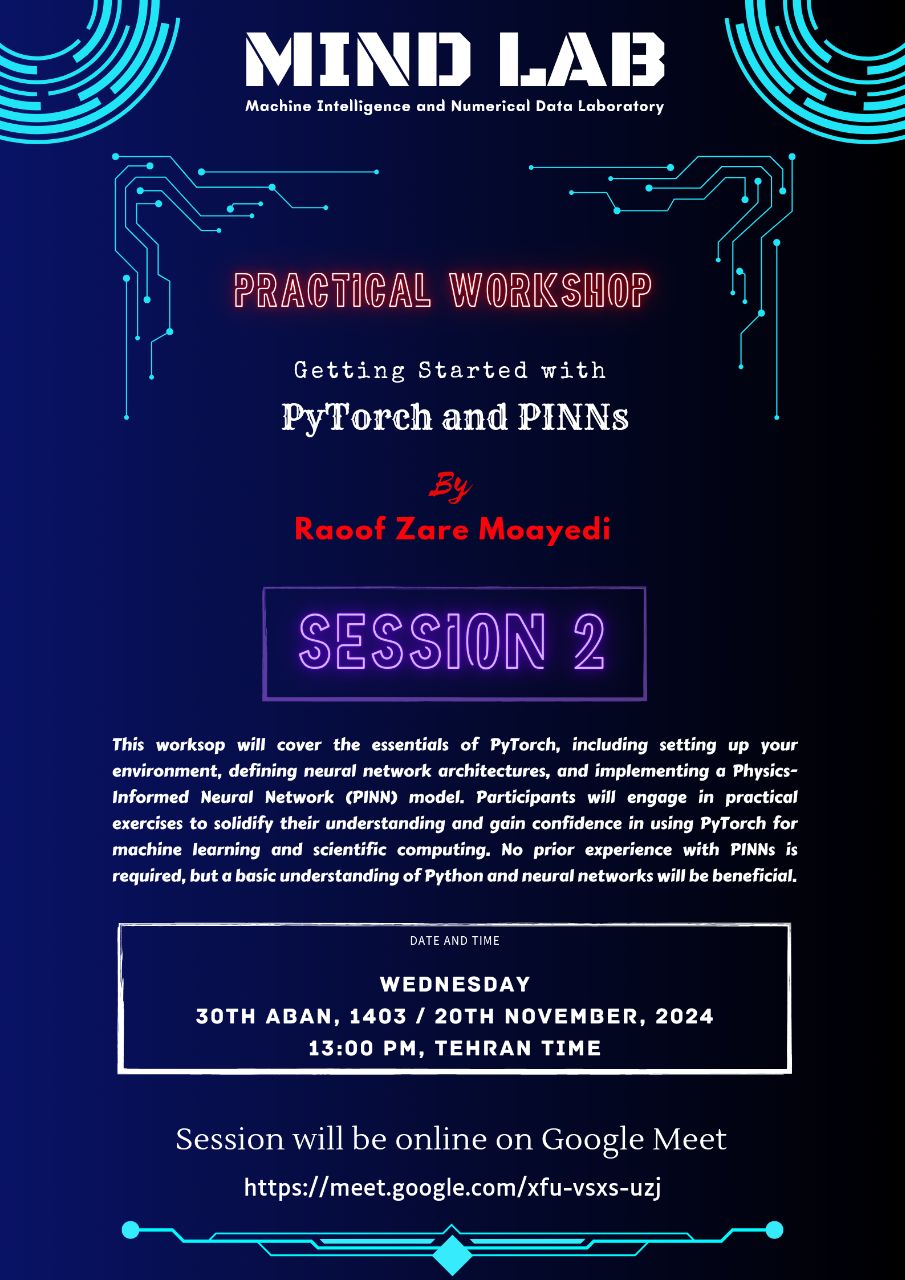 MIND LAB
Machine Intelligence and Numerical Data Laboratory
PRACTICAL WORKSHOP
Getting Started with
PyTorch and PINNs
By
Raoof Zare Moayedi
SESSION 2
This worksop will cover the essentials of PyTorch, including setting up your
environment, defining neural network architectures, and implementing a Physics-
Informed Neural Network (PINN) model. Participants will engage in practical
exercises to solidify their understanding and gain confidence in using PyTorch for
machine learning and scientific computing. No prior experience with PINNs is
required, but a basic understanding of Python and neural networks will be beneficial.
DATE AND TIME
WEDNESDAY
30TH ABAN, 1403 / 20TH NOVEMBER, 2024
13:00 PM, TEHRAN TIME
Session will be online on Google Meet
https://meet.google.com/xfu-vsxs-uzj